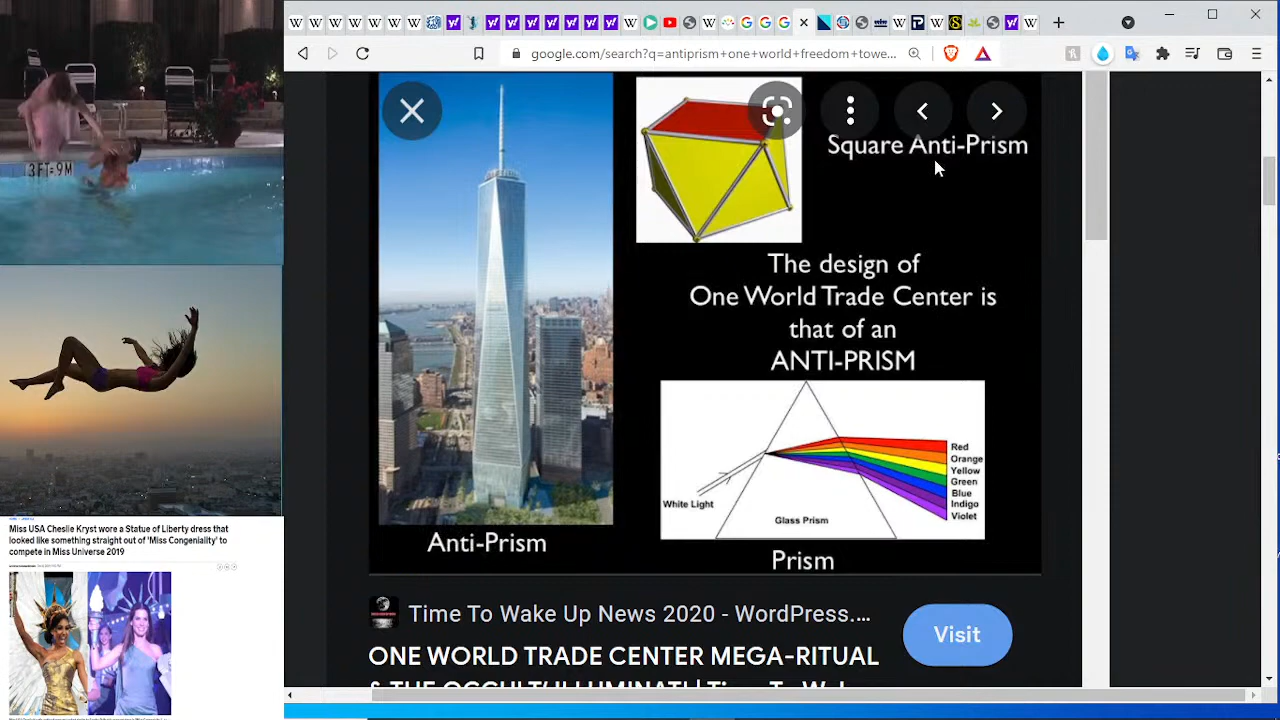 3FT=9M
Miss USA Cheslie Kryst wore a Statue of Liberty dress that
looked like something straight out of 'Miss Congeniality' to
compete in Miss Universe 2019
google.com/search?q=antiprism+one+world+freedom+towe...
Square Anti-Prism
The design of
One World Trade Center is
that of an
ANTI-PRISM
Red
Orange
Yellow
Green
Blue
Indigo
Violet
White Light
Glass Prism
Anti-Prism
Prism
Time To Wake Up News 2020 - WordPress....
Visit
ONE WORLD TRADE CENTER MEGA-RITUAL